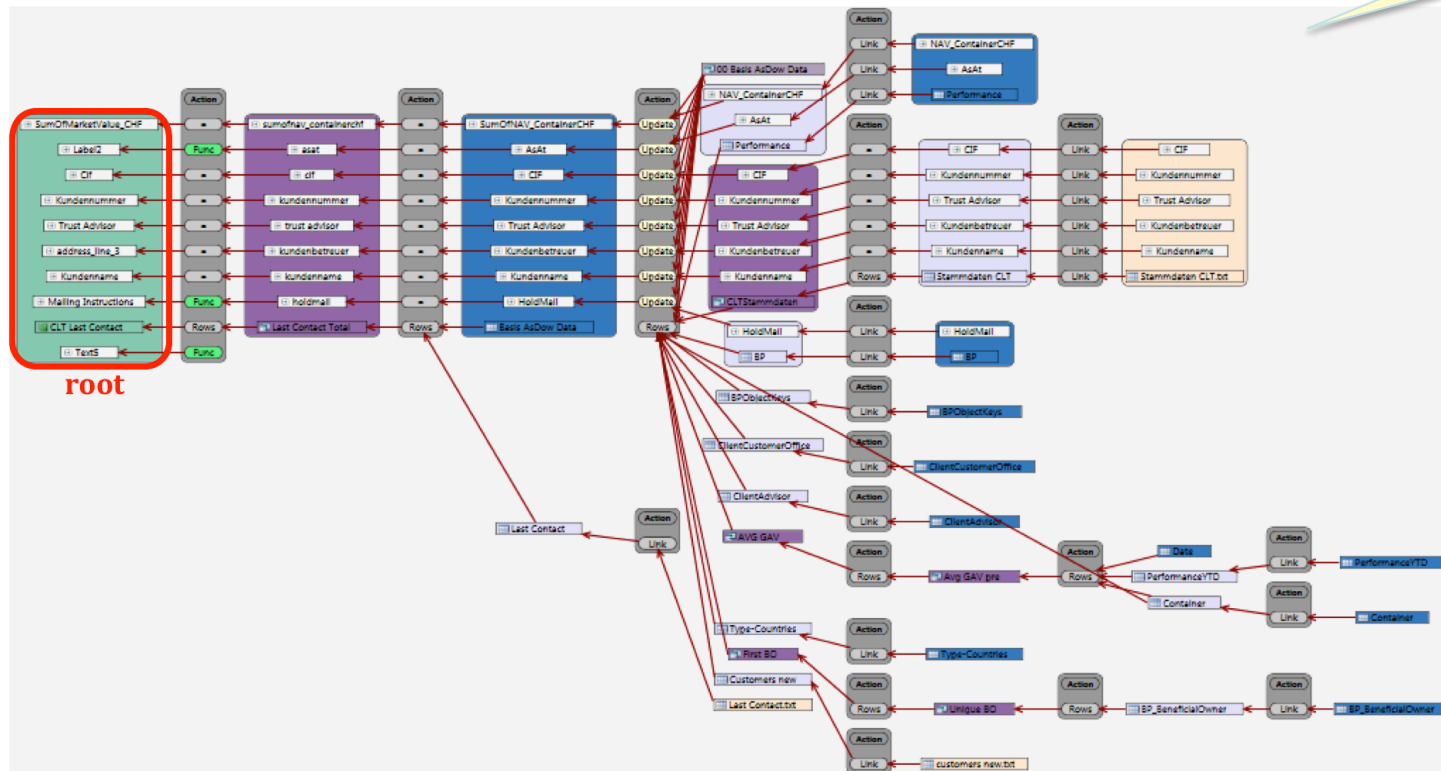 Action
Link
NAV_ContainerCHF
Link
AsAt
Link
Performance
00 Basis AsDow Data
NAV_ContainerCHF
AsAt
Performance
Action
Action
Action
Action
Action
SumOfMarketValue_CHF
=
sumofnav_containerchf
=
SumOfNAV_ContainerCHF
Update
Label2
Func
asat
=
AsAt
Update
=
CIF
Link
CIF
Cif
=
cif
=
CIF
Update
CIF
=
Kundennummer
Link
Kundennummer
Kundennummer
=
kundennummer
=
Kundennummer
Update
Kundennummer
=
Trust Advisor
Link
Trust Advisor
Trust Advisor
=
trust advisor
=
Trust Advisor
Update
Trust Advisor
=
Kundenbetreuer
Link
Kundenbetreuer
address_line_3
=
kundenbetreuer
=
Kundenbetreuer
Update
Kundenbetreuer
=
Kundenname
Link
Kundenname
Kundenname
=
kundenname
=
Kundenname
Update
Kundenname
Rows
Stammdaten CLT
Link
Stammdaten CLT.txt
Mailing Instructions
Func
holdmail
=
HoldMail
Update
CLTStammdaten
CLT Last Contact
Rows
Last Contact Total
Rows
Basis AsDow Data
Rows
Text5
Func
root
Action
HoldMail
Link
HoldMail
BP
Link
BP
Action
BPObjectKeys
Link
BPObjectKeys
Action
ClientCustomerOffice
Link
ClientCustomerOffice
Action
ClientAdvisor
Link
ClientAdvisor
Last Contact
Action
Link
AVG GAV
Action
Rows
Avg GAV pre
Action
Rows
Date
PerformanceYTD
Container
Action
Link
PerformanceYTD
Action
Link
Container
Type-Countries
Action
Link
Type-Countries
First BO
Customers new
Last Contact.txt
Action
Rows
Unique BO
Action
Rows
BP_BeneficialOwner
Action
Link
BP_BeneficialOwner
Action
Link
customers new.txt